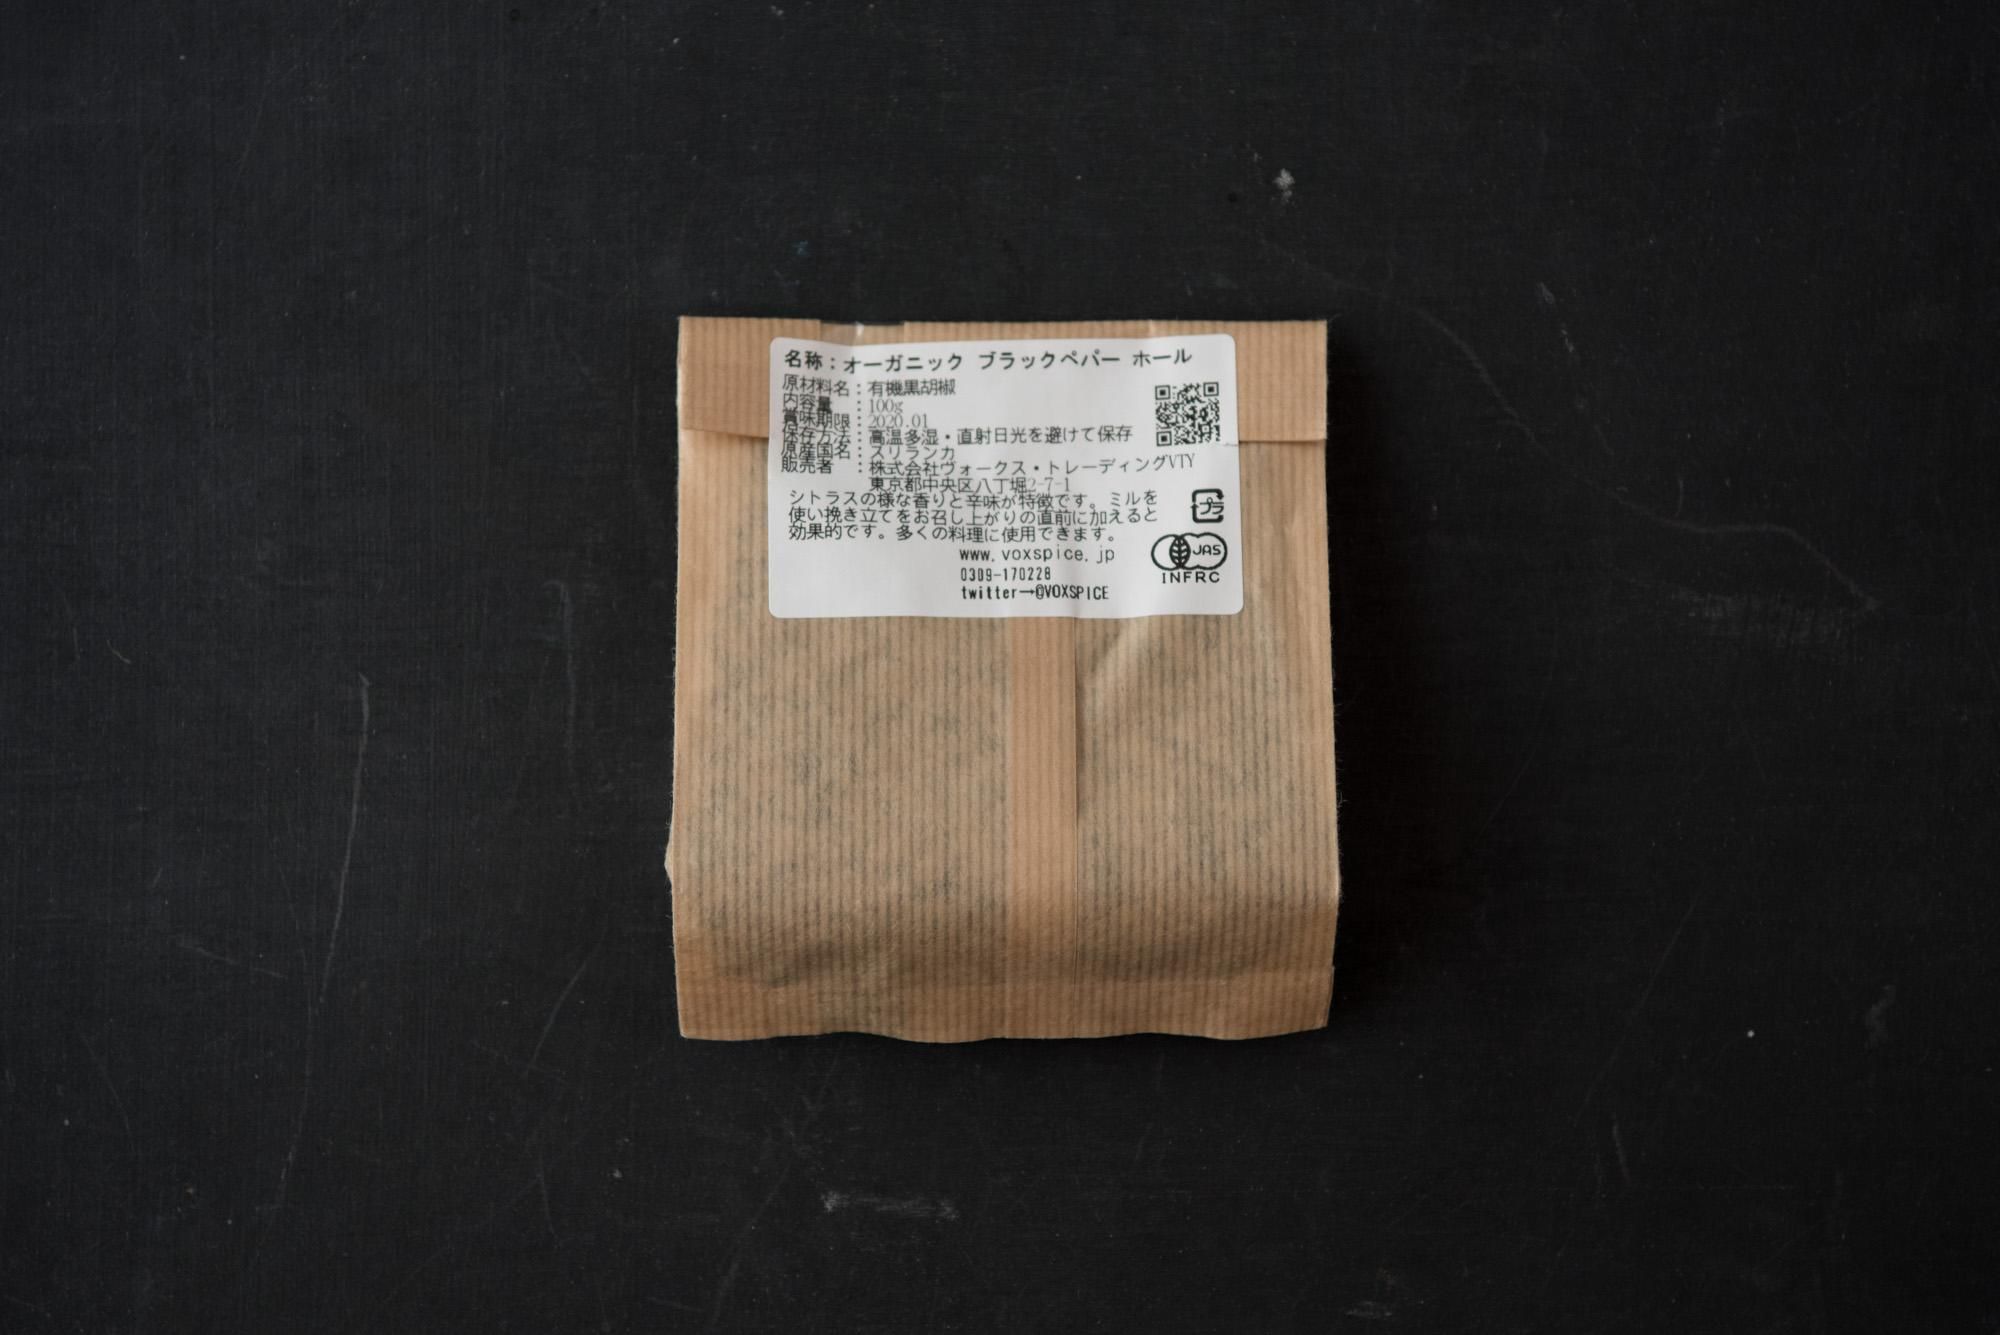 名称：オーガニック ブラックペパー ホール
原材料名：有機黒胡椒
内容量：100g
賞味期限：2020.01
保存方法：高温多湿・直射日光を避けて保存
原産国名：スリランカ
販売者：株式会社ヴォークス・トレーディングVTY
東京都中央区八丁堀2-7-1
シトラスの様な香りと辛味が特徴です。ミルを
使い挽き立てをお召し上がりの直前に加えると
効果的です。多くの料理に使用できます。
プラ
www.voxspice.jp
JAS
INFRC
0309-170228
twitter→@VOXSPICE